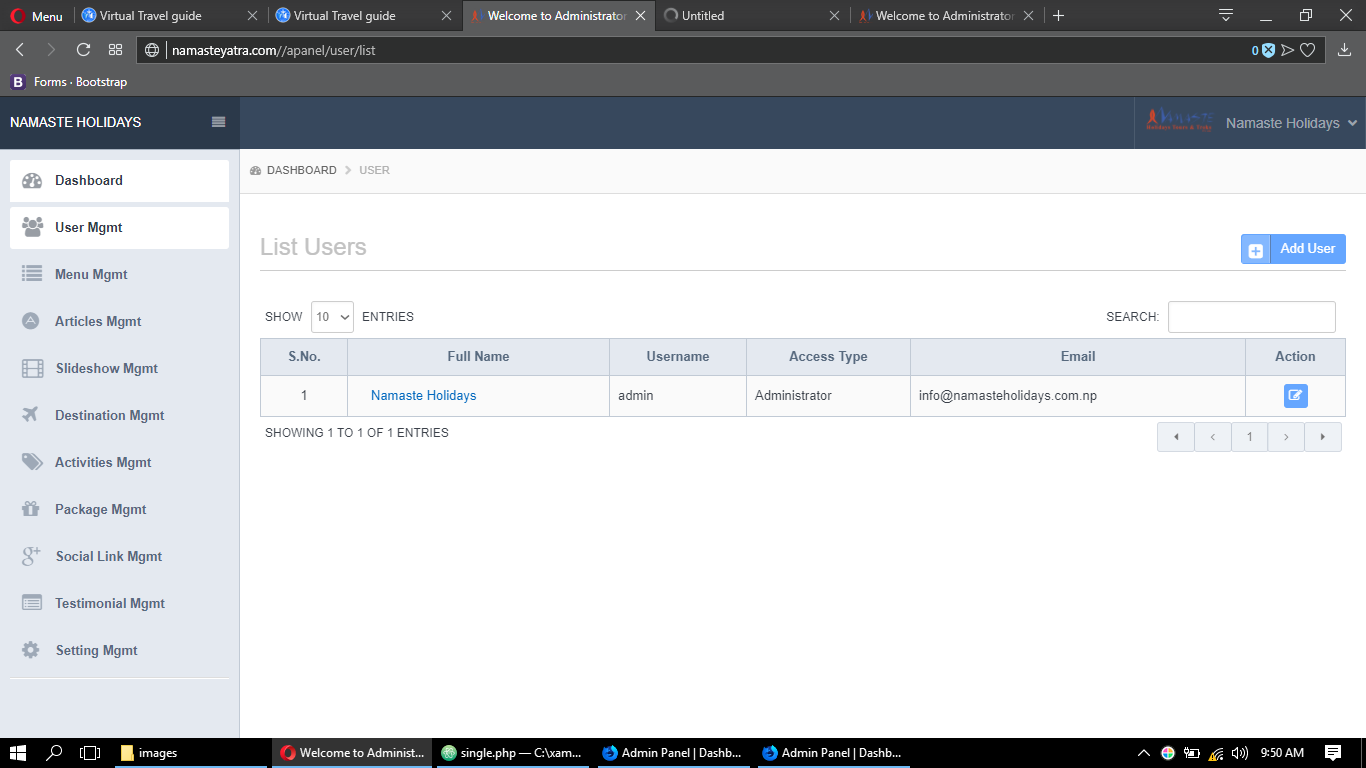 Menu Virtual Travel guide Virtual Travel guide Welcome to Administrator Untitled Welcome to Administrator
namasteyatra.com//apanel/user/list 0
B Forms · Bootstrap
NAMASTE HOLIDAYS Namaste Holidays
DASHBOARD USER
Dashboard
User Mgmt
Menu Mgmt
Articles Mgmt
Slideshow Mgmt
Destination Mgmt
Activities Mgmt
Package Mgmt
Social Link Mgmt
Testimonial Mgmt
Setting Mgmt
List Users Add User
SHOW 10 ENTRIES SEARCH:
S.No. Full Name Username Access Type Email Action
1 Namaste Holidays admin Administrator info@namasteholidays.com.np
SHOWING 1 TO 1 OF 1 ENTRIES 1
images Welcome to Administ... single.php — C:\xam... Admin Panel | Dashb... Admin Panel | Dashb... 9:50 AM